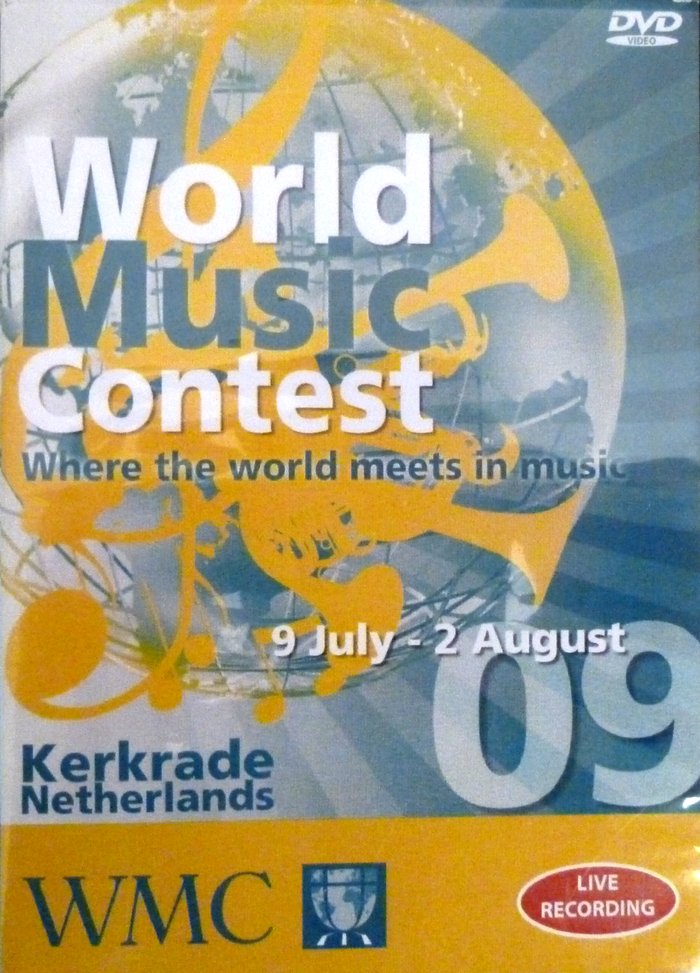 DVD
VIDEO
World
Music
Contest
Where the world meets in music
9 July - 2 August
09
Kerkrade
Netherlands
WMC
LIVE
RECORDING